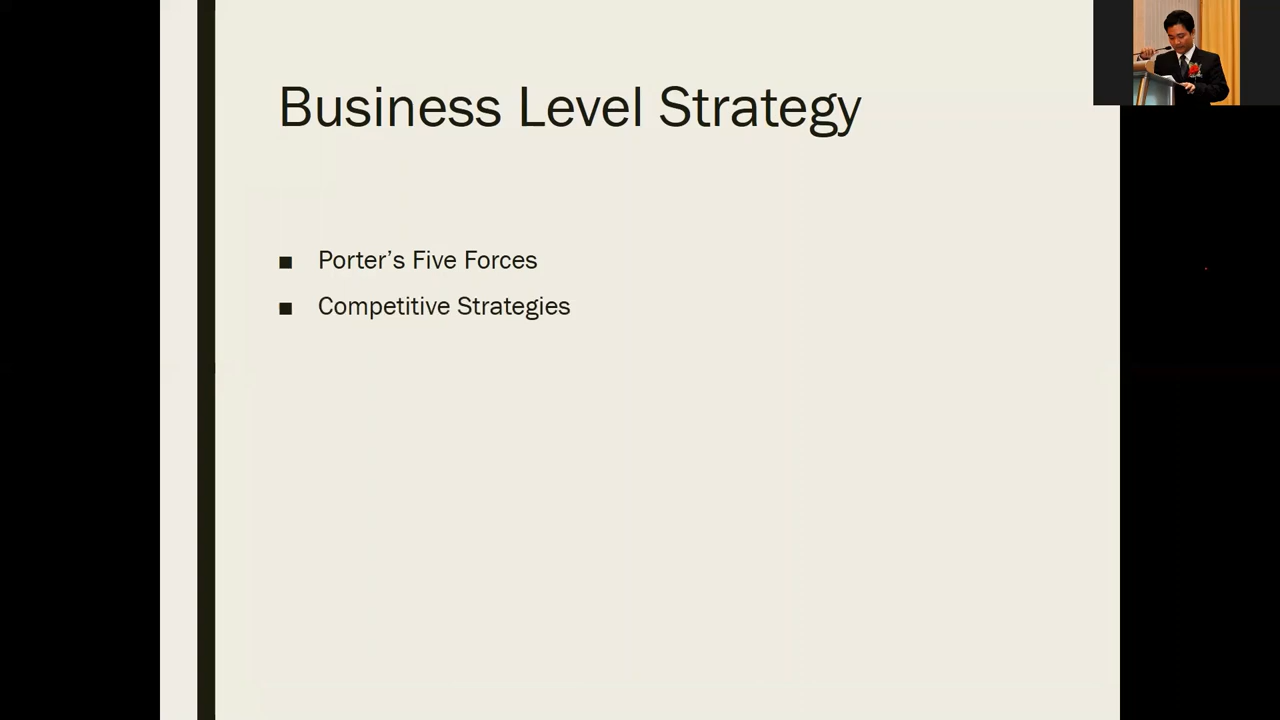 Business Level Strategy
■ Porter’s Five Forces
■ Competitive Strategies